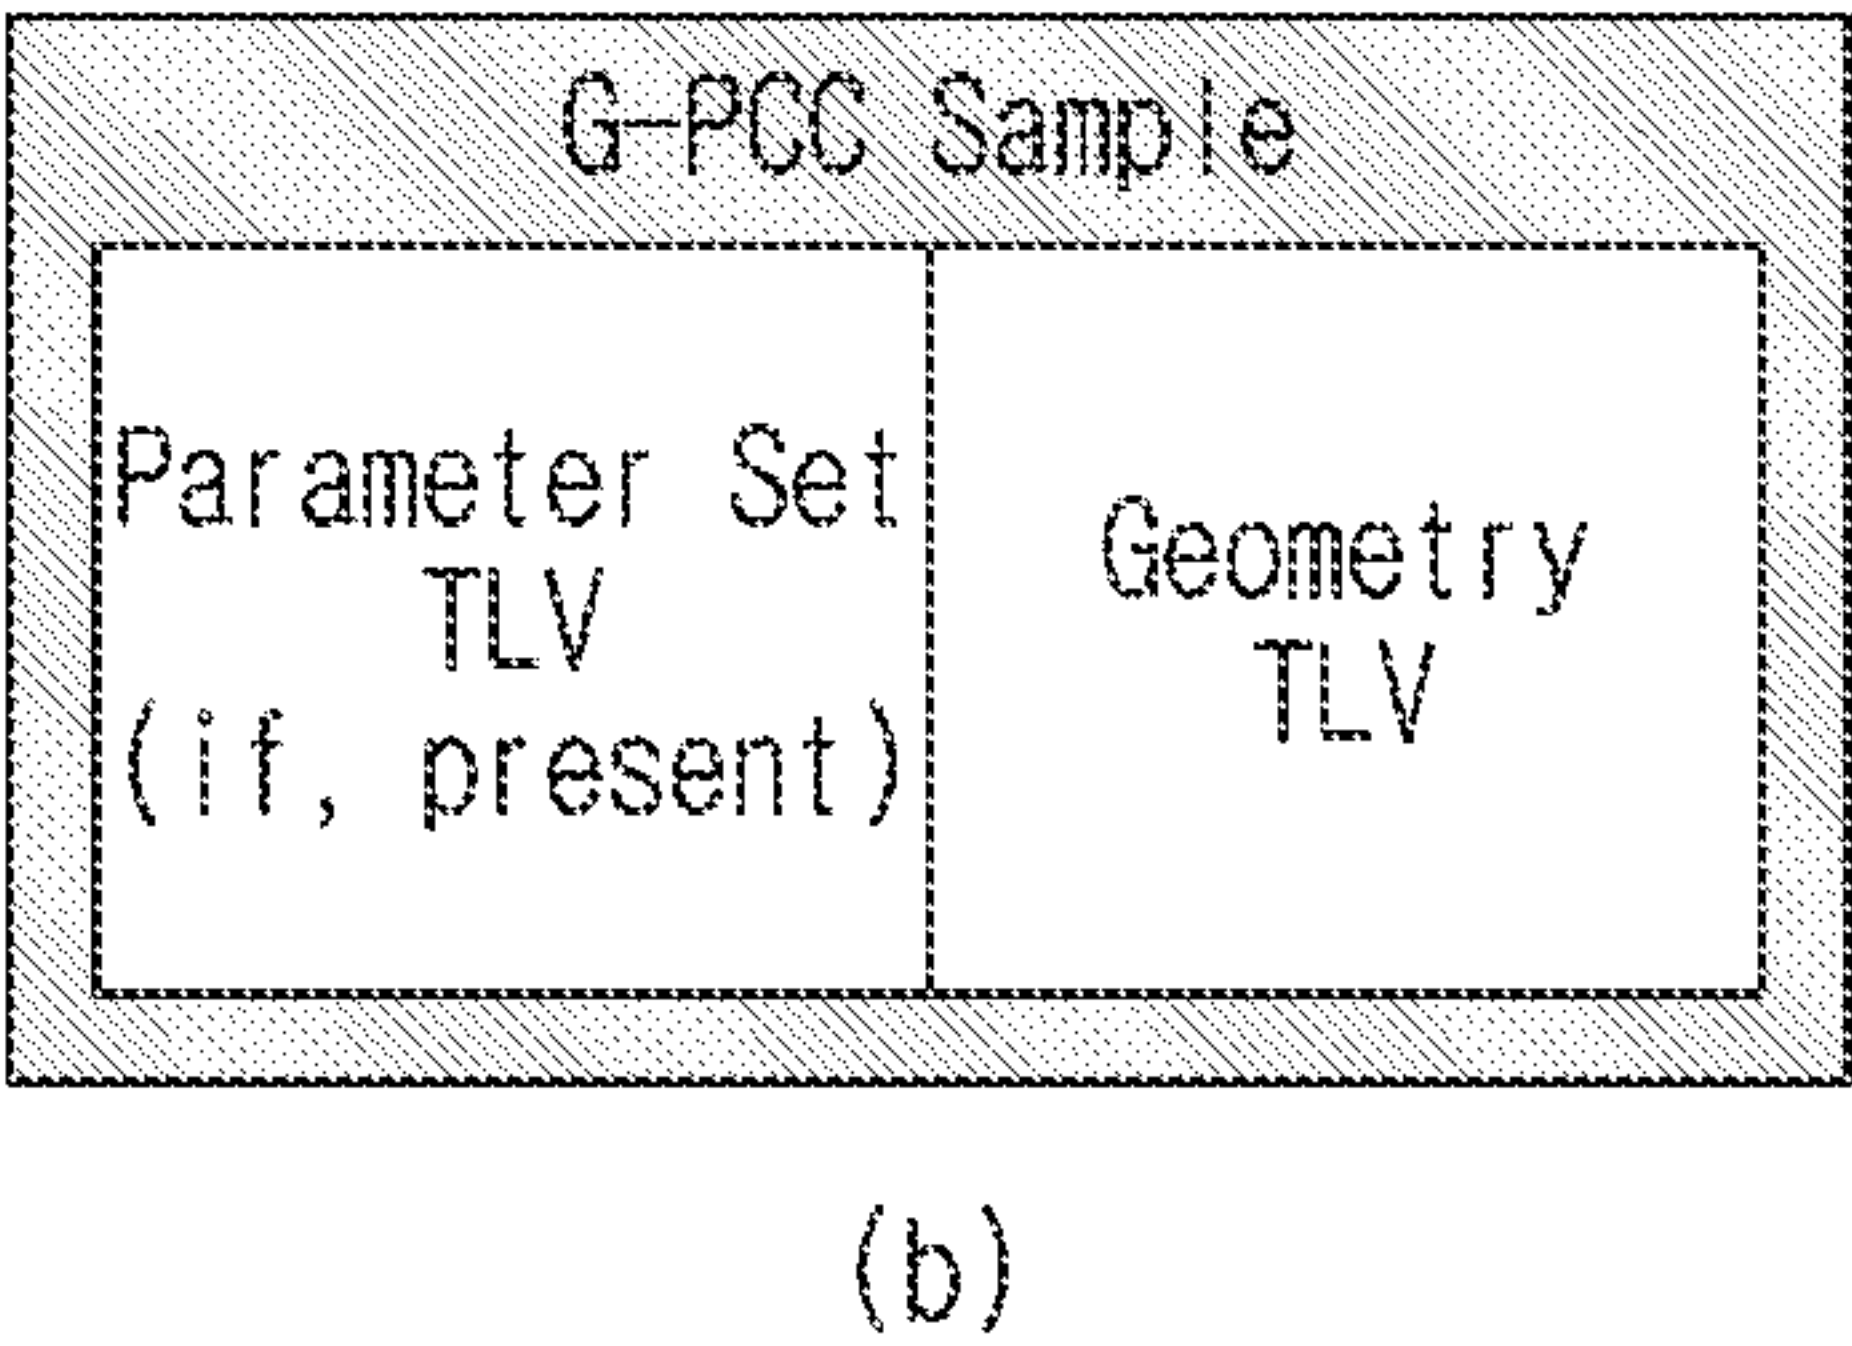 G-PCC Sample
Parameter Set
TLV
(if, present)
Geometry
TLV
(b)